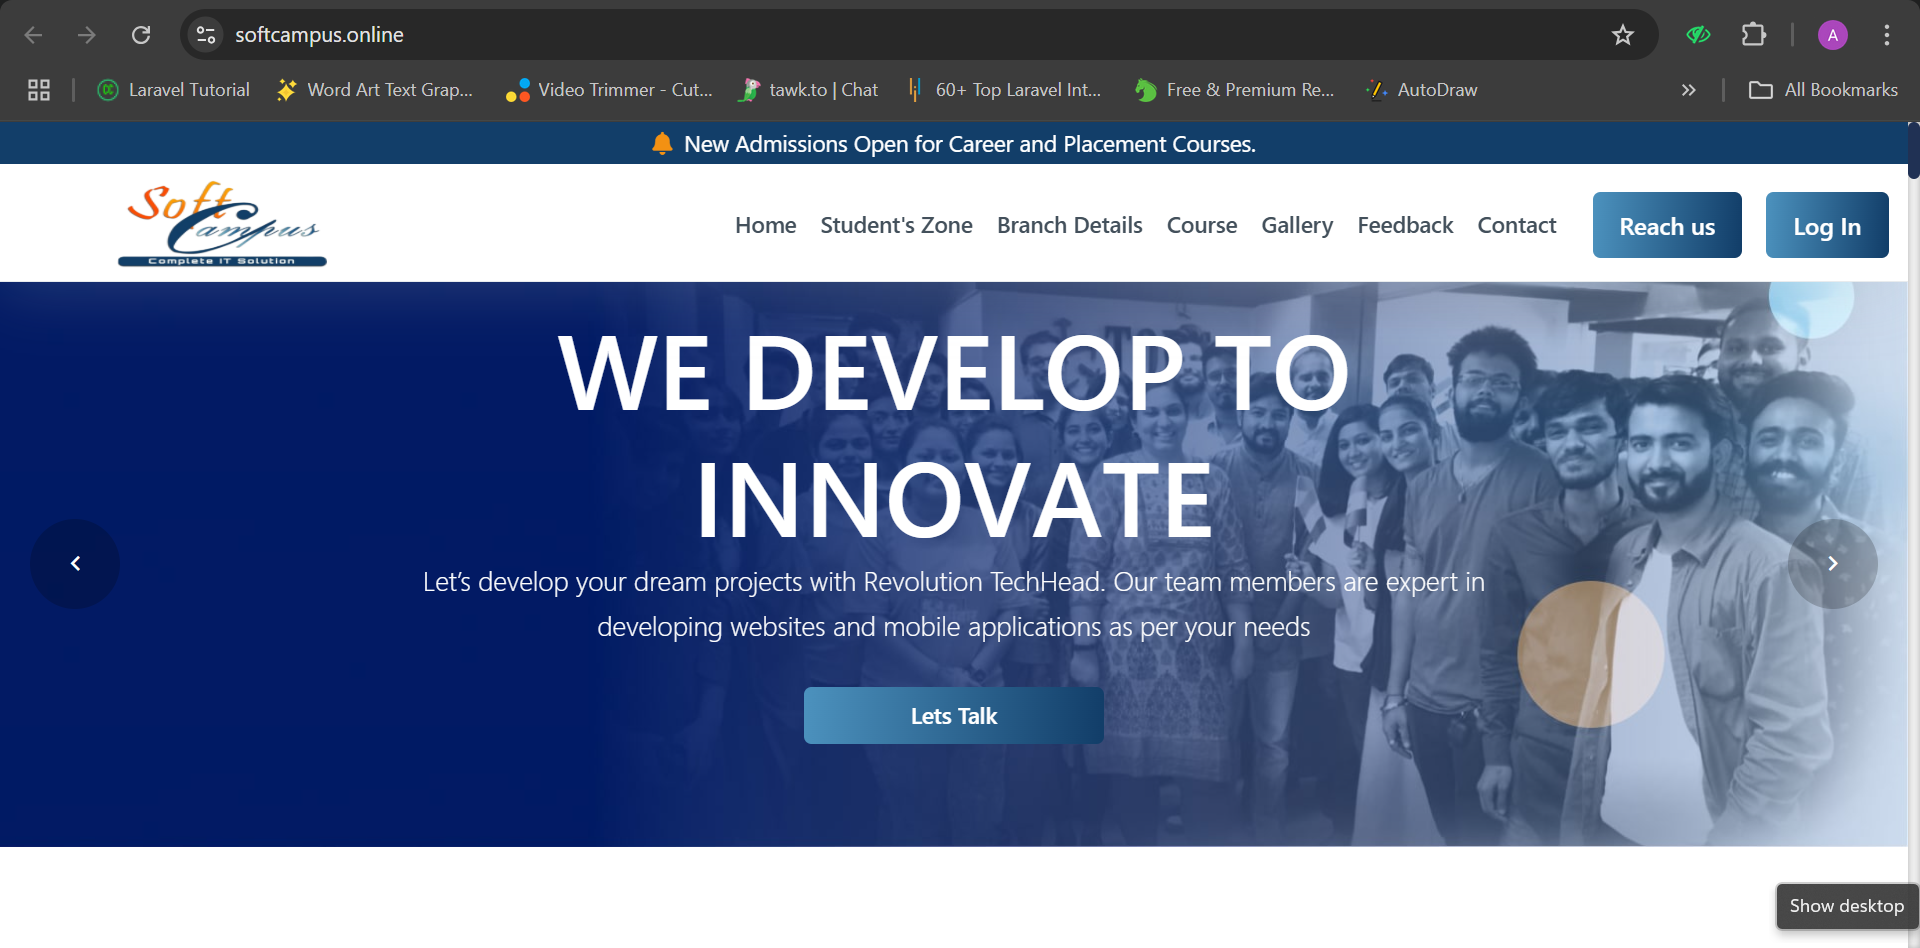 softcampus.online
A
Laravel Tutorial
Word Art Text Grap...
Video Trimmer - Cut...
tawk.to | Chat
60+ Top Laravel Int...
Free & Premium Re...
AutoDraw
All Bookmarks
New Admissions Open for Career and Placement Courses.
Soft
Campus
Complete IT Solution
Home
Student's Zone
Branch Details
Course
Gallery
Feedback
Contact
Reach us
Log In
WE DEVELOP TO
INNOVATE
Let’s develop your dream projects with Revolution TechHead. Our team members are expert in
developing websites and mobile applications as per your needs
Lets Talk
Show desktop